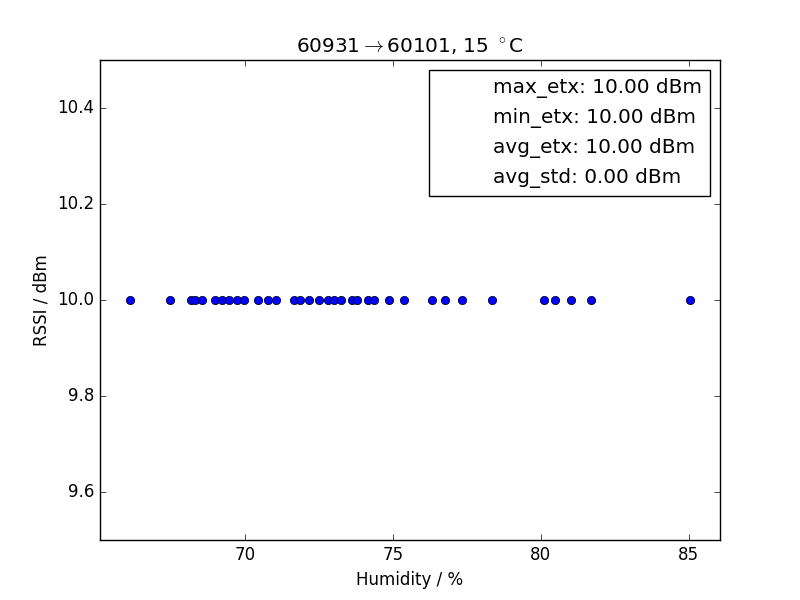 60931→60101, 15 °C
max_etx: 10.00 dBm
min_etx: 10.00 dBm
avg_etx: 10.00 dBm
avg_std: 0.00 dBm
RSSI / dBm
10.4
10.2
10.0
9.8
9.6
70 75 80 85
Humidity / %